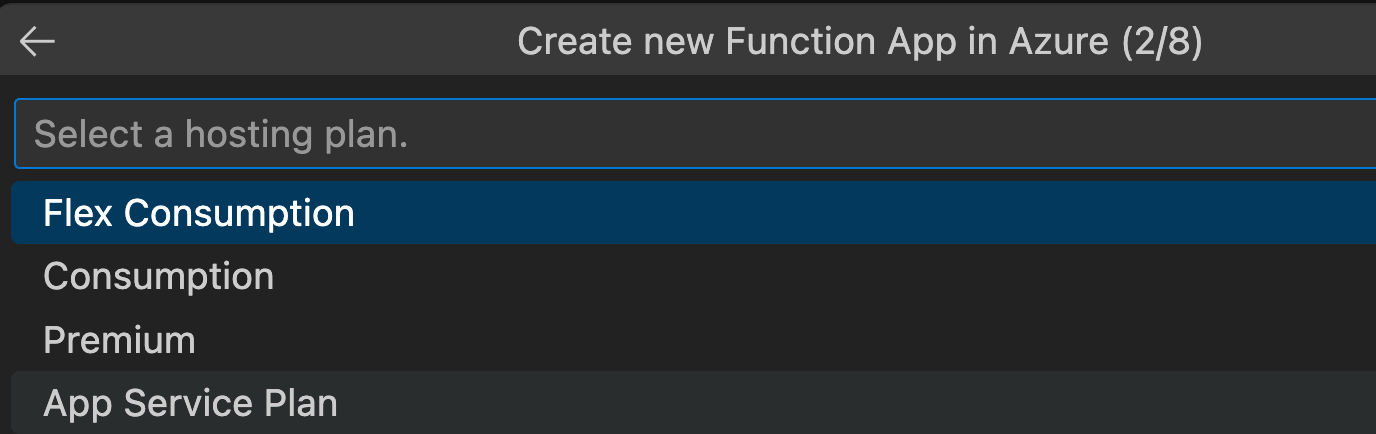 Create new Function App in Azure (2/8)
Select a hosting plan.
Flex Consumption
Consumption
Premium
App Service Plan